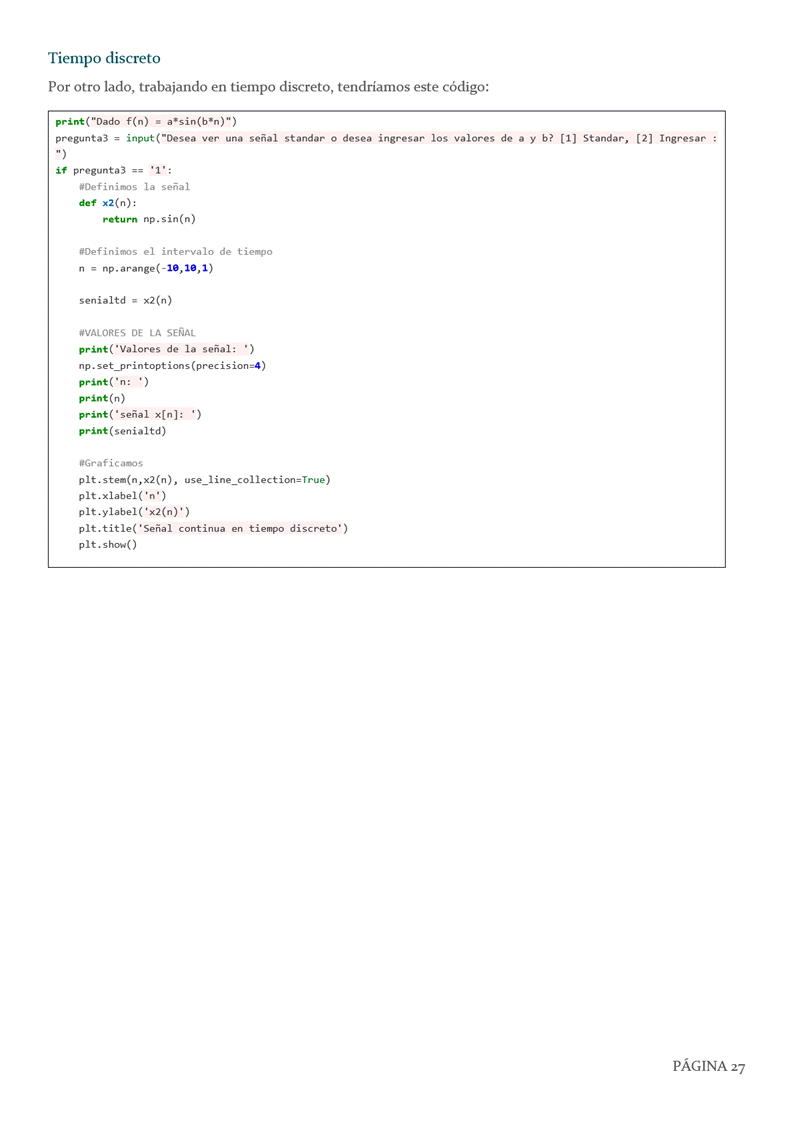 Tiempo discreto
Por otro lado, trabajando en tiempo discreto, tendríamos este código:
print("Dado f(n) = a*sin(b*n)")
pregunta3 = input("Desea ver una señal standar o desea ingresar los valores de a y b? [1] Standar, [2] Ingresar :
")
if pregunta3 == '1':
    #Definimos la señal
    def x2(n):
        return np.sin(n)

    #Definimos el intervalo de tiempo
    n = np.arange(-10,10,1)

    senialtd = x2(n)

    #VALORES DE LA SEÑAL
    print('Valores de la señal: ')
    np.set_printoptions(precision=4)
    print('n: ')
    print(n)
    print('señal x[n]: ')
    print(senialtd)

    #Graficamos
    plt.stem(n,x2(n), use_line_collection=True)
    plt.xlabel('n')
    plt.ylabel('x2(n)')
    plt.title('Señal continua en tiempo discreto')
    plt.show()
PÁGINA 27